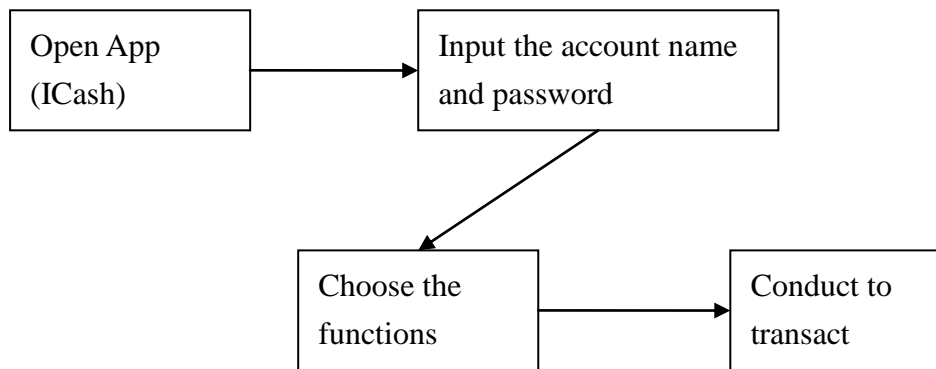 Open App
(ICash)
Input the account name
and password
Choose the
functions
Conduct to
transact